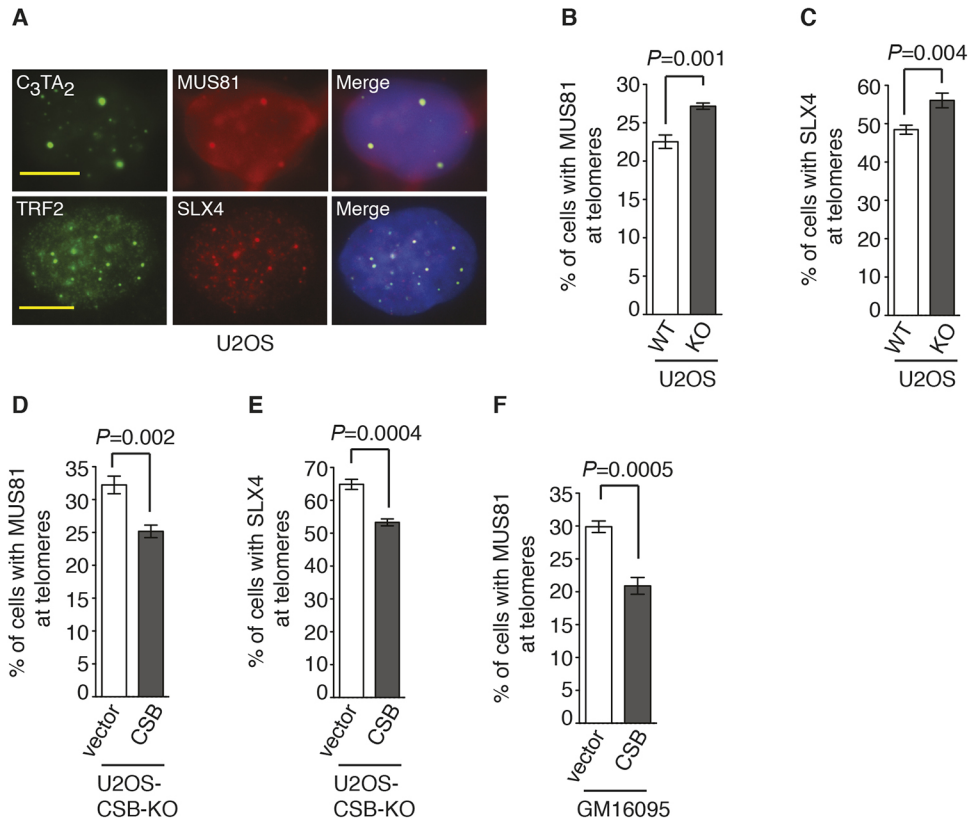 A
C3TA2
MUS81
Merge
TRF2
SLX4
Merge
U2OS
B
P=0.001
% of cells with MUS81
at telomeres
30
25
20
15
10
5
0
WT
KO
U2OS
C
P=0.004
% of cells with SLX4
at telomeres
60
50
40
30
20
10
0
WT
KO
U2OS
D
P=0.002
% of cells with MUS81
at telomeres
35
30
25
20
15
10
5
0
vector
CSB
U2OS-
CSB-KO
E
P=0.0004
% of cells with SLX4
at telomeres
70
60
50
40
30
20
10
0
vector
CSB
U2OS-
CSB-KO
F
P=0.0005
% of cells with MUS81
at telomeres
35
30
25
20
15
10
5
0
vector
CSB
GM16095